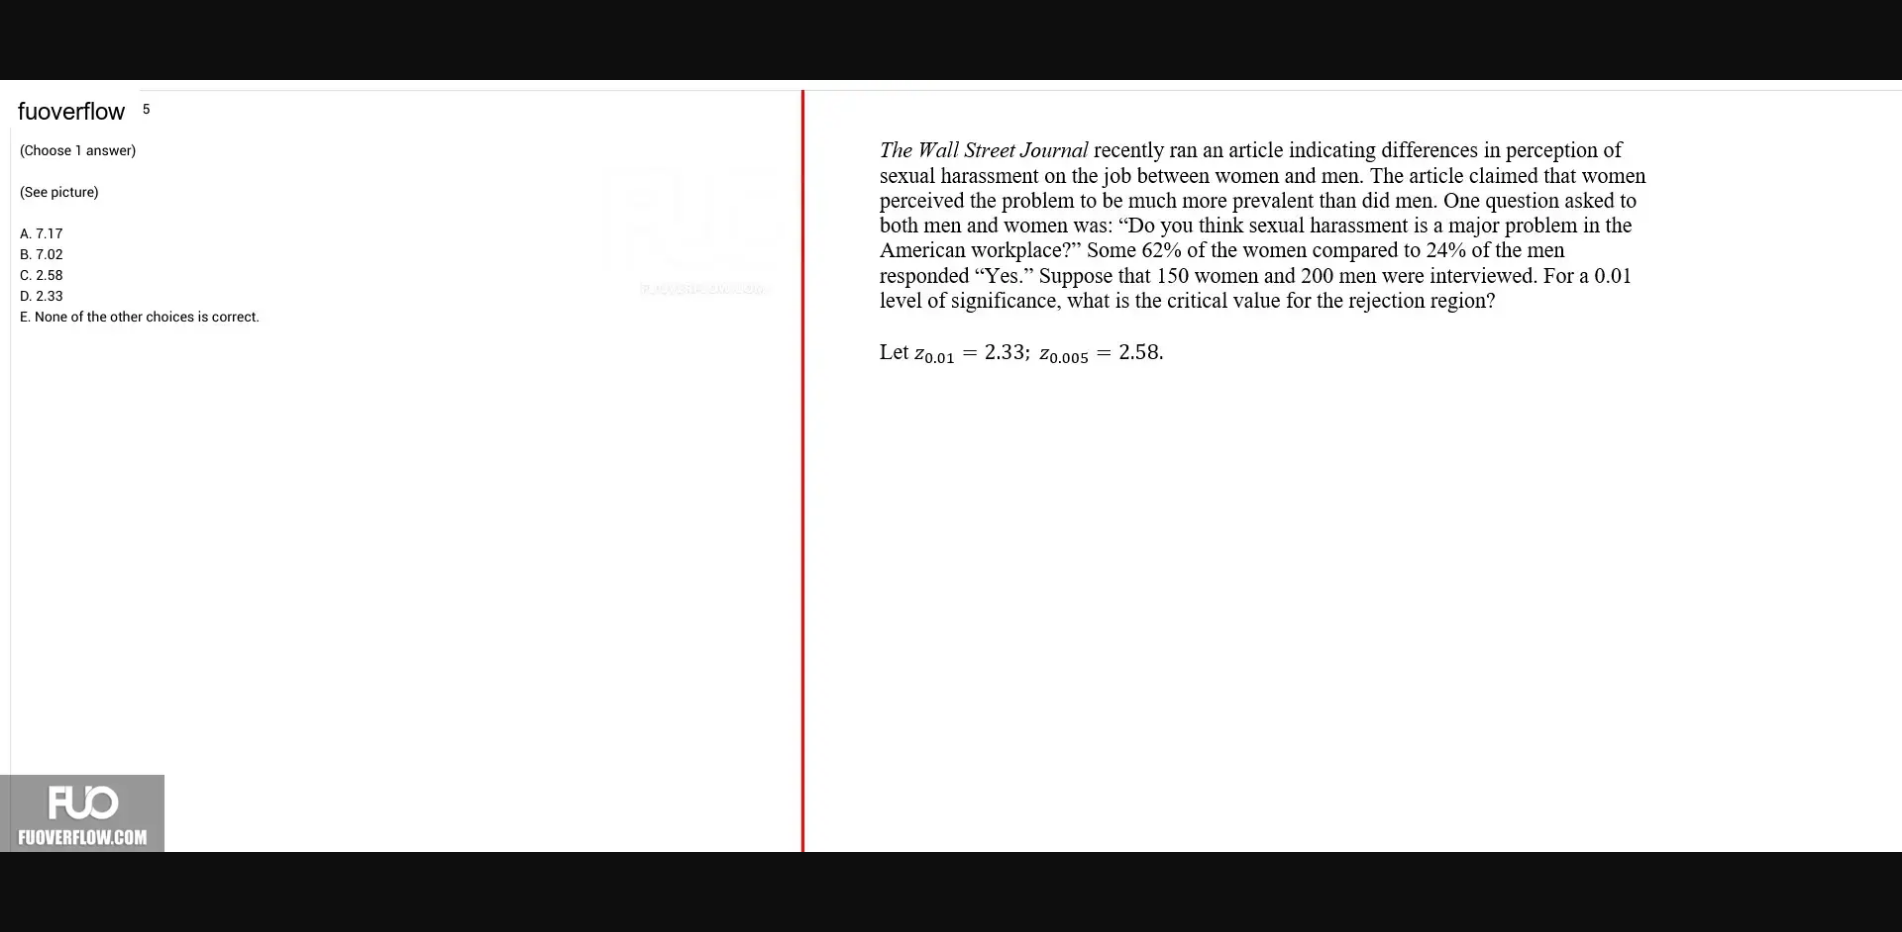 fuoverflow 5
(Choose 1 answer)
(See picture)
A. 7.17
B. 7.02
C. 2.58
D. 2.33
E. None of the other choices is correct.
The Wall Street Journal recently ran an article indicating differences in perception of
sexual harassment on the job between women and men. The article claimed that women
perceived the problem to be much more prevalent than did men. One question asked to
both men and women was: “Do you think sexual harassment is a major problem in the
American workplace?” Some 62% of the women compared to 24% of the men
responded “Yes.” Suppose that 150 women and 200 men were interviewed. For a 0.01
level of significance, what is the critical value for the rejection region?
Let z0.01 = 2.33; z0.005 = 2.58.
FUO
FUOVERFLOW.COM